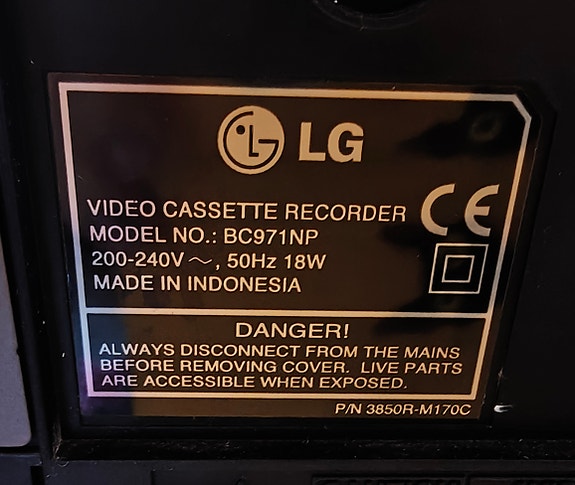 LG
VIDEO CASSETTE RECORDER
MODEL NO.: BC971NP
200-240V ~, 50Hz 18W
MADE IN INDONESIA
CE
DANGER!
ALWAYS DISCONNECT FROM THE MAINS
BEFORE REMOVING COVER. LIVE PARTS
ARE ACCESSIBLE WHEN EXPOSED.
P/N 3850R-M170C